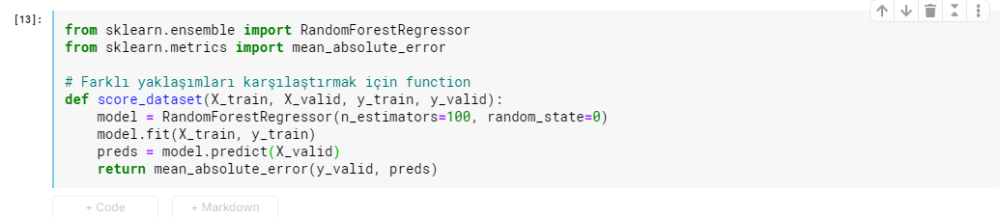 [13]:
from sklearn.ensemble import RandomForestRegressor
from sklearn.metrics import mean_absolute_error
# Farklı yaklaşımları karşılaştırmak için function
def score_dataset(X_train, X_valid, y_train, y_valid):
    model = RandomForestRegressor(n_estimators=100, random_state=0)
    model.fit(X_train, y_train)
    preds = model.predict(X_valid)
    return mean_absolute_error(y_valid, preds)
+ Code + Markdown